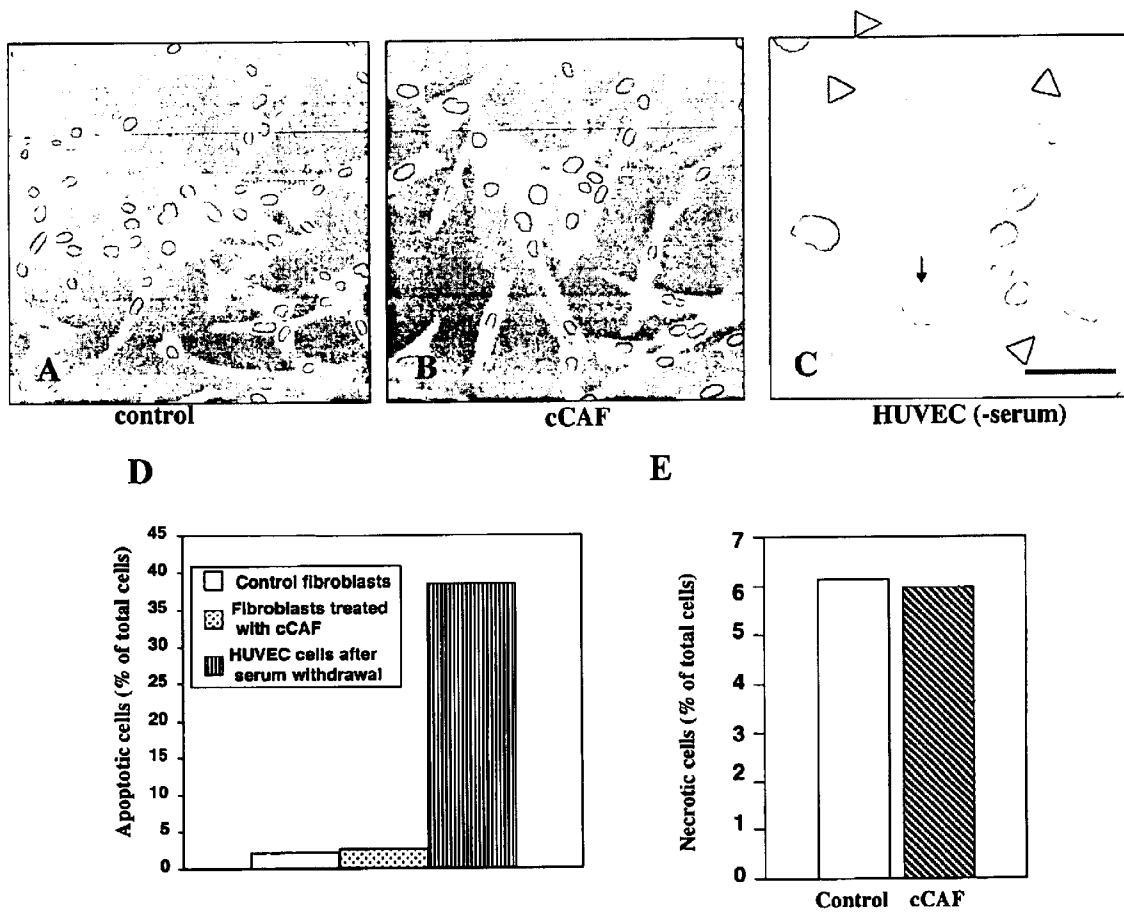 A
control
B
cCAF
C
HUVEC (-serum)
D
Apoptotic cells (% of total cells)
45
40
35
30
25
20
15
10
5
0
Control fibroblasts
Fibroblasts treated
with cCAF
HUVEC cells after
serum withdrawal
E
Necrotic cells (% of total cells)
7
6
5
4
3
2
1
0
Control
cCAF